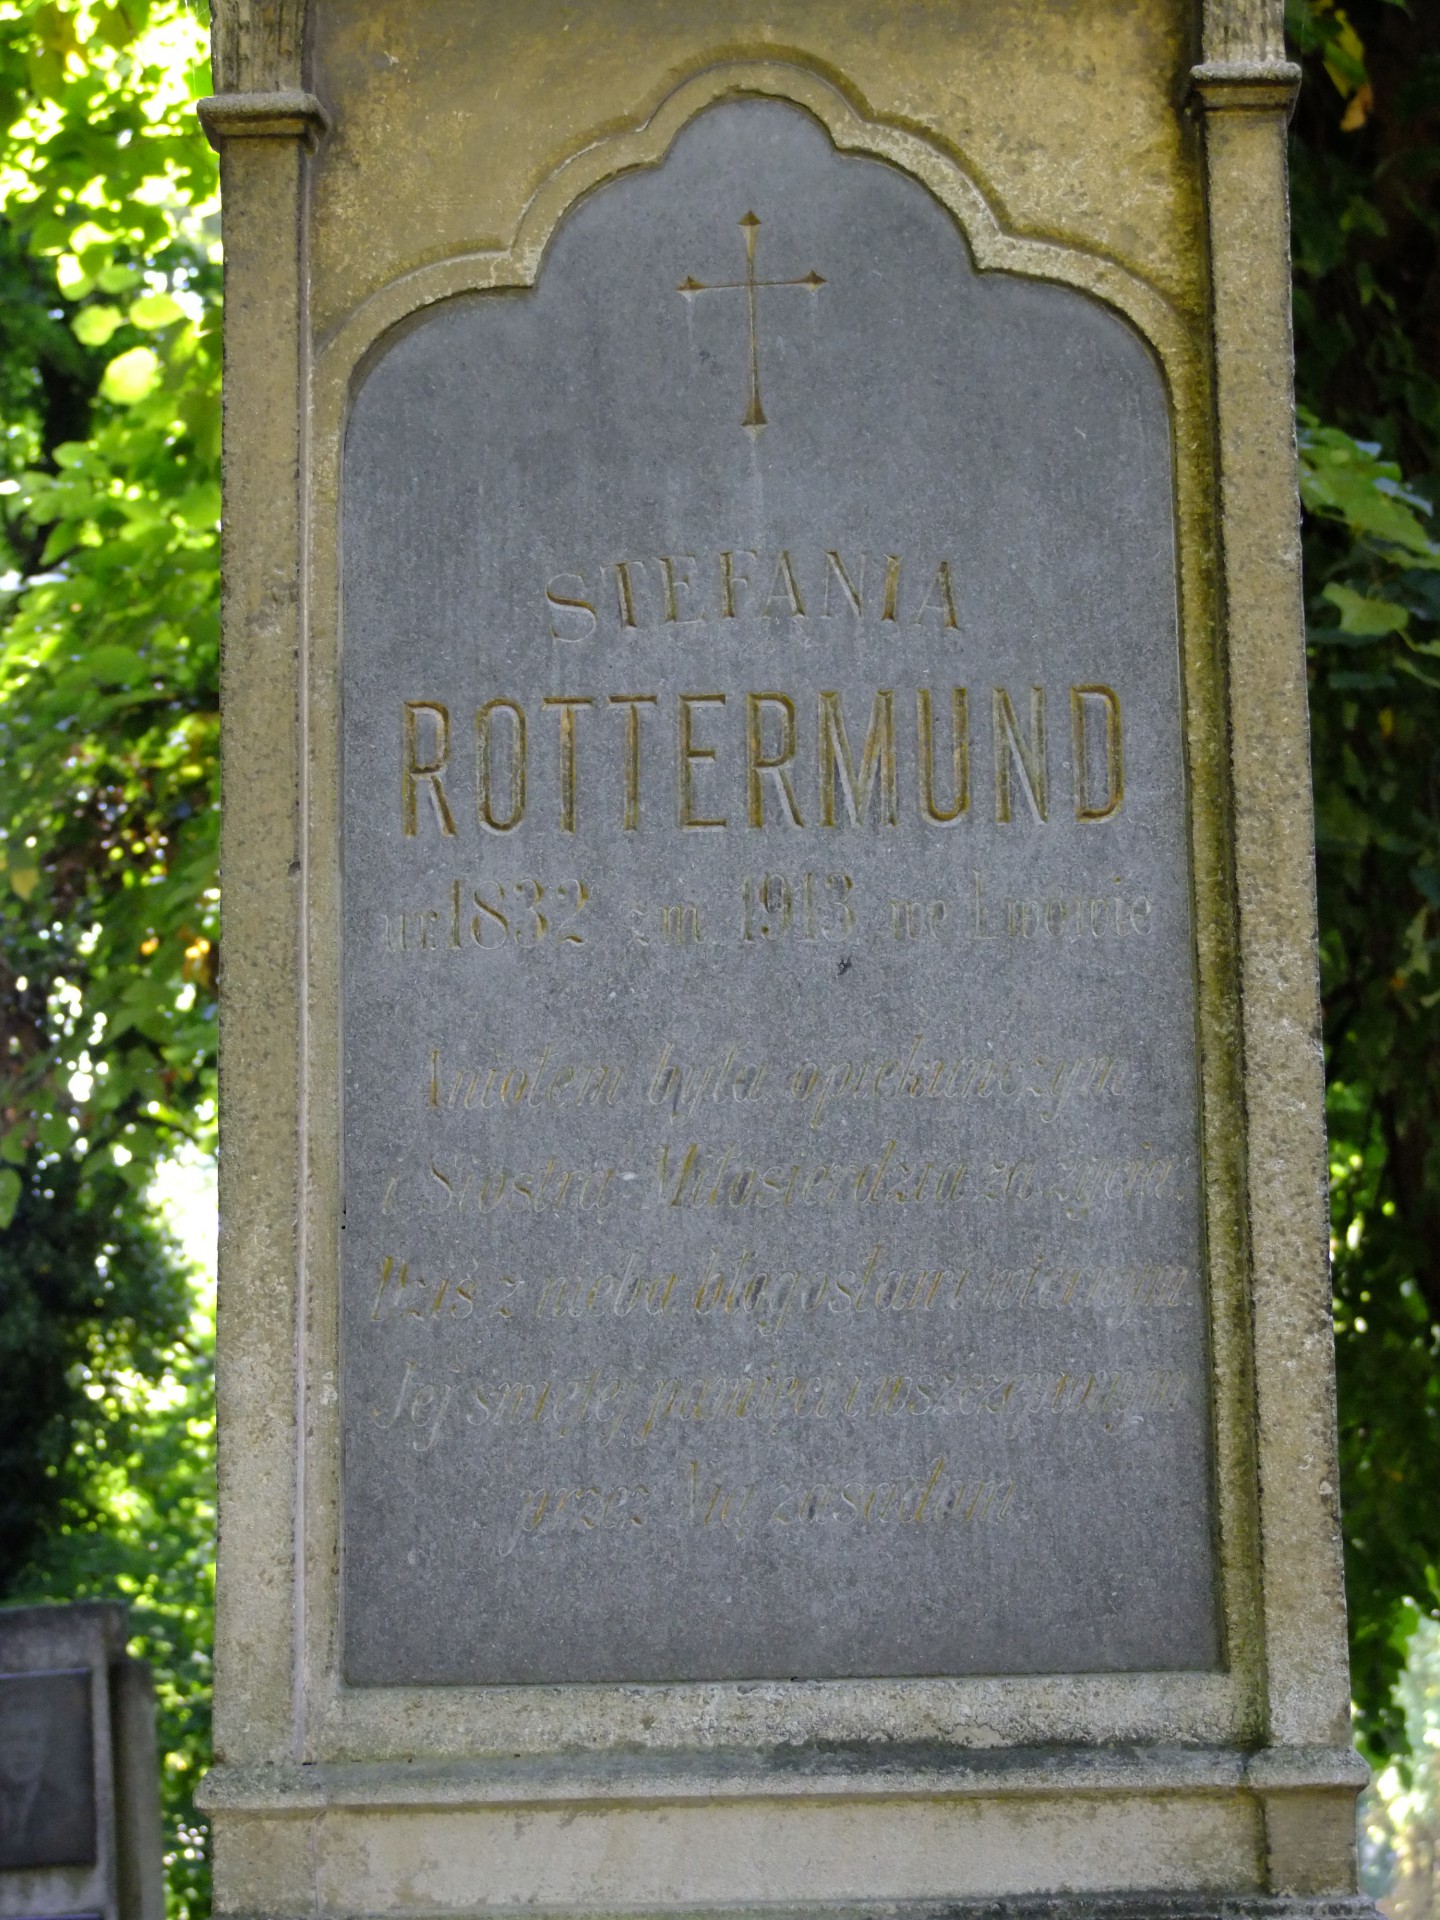 STEFANIA
ROTTERMUND
ur. 1832 zm. 1913 we Lwowie
Aniołem była opiekuńczym
i Siostrą Miłosierdzia za życia.
Dziś z nieba błogosławi wiernym
Jej świętej pamięci i wszczepionym
przez Nią zasadom.